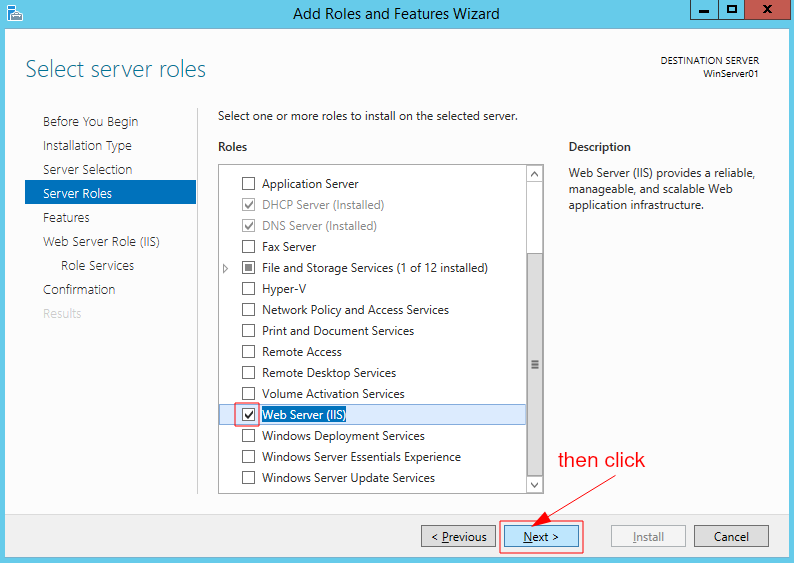 Add Roles and Features Wizard
Select server roles
DESTINATION SERVER
WinServer01
Before You Begin
Installation Type
Server Selection
Server Roles
Features
Web Server Role (IIS)
Role Services
Confirmation
Results
Select one or more roles to install on the selected server.
Roles
Application Server
DHCP Server (Installed)
DNS Server (Installed)
Fax Server
File and Storage Services (1 of 12 installed)
Hyper-V
Network Policy and Access Services
Print and Document Services
Remote Access
Remote Desktop Services
Volume Activation Services
Web Server (IIS)
Windows Deployment Services
Windows Server Essentials Experience
Windows Server Update Services
Description
Web Server (IIS) provides a reliable,
manageable, and scalable Web
application infrastructure.
then click
< Previous
Next >
Install
Cancel